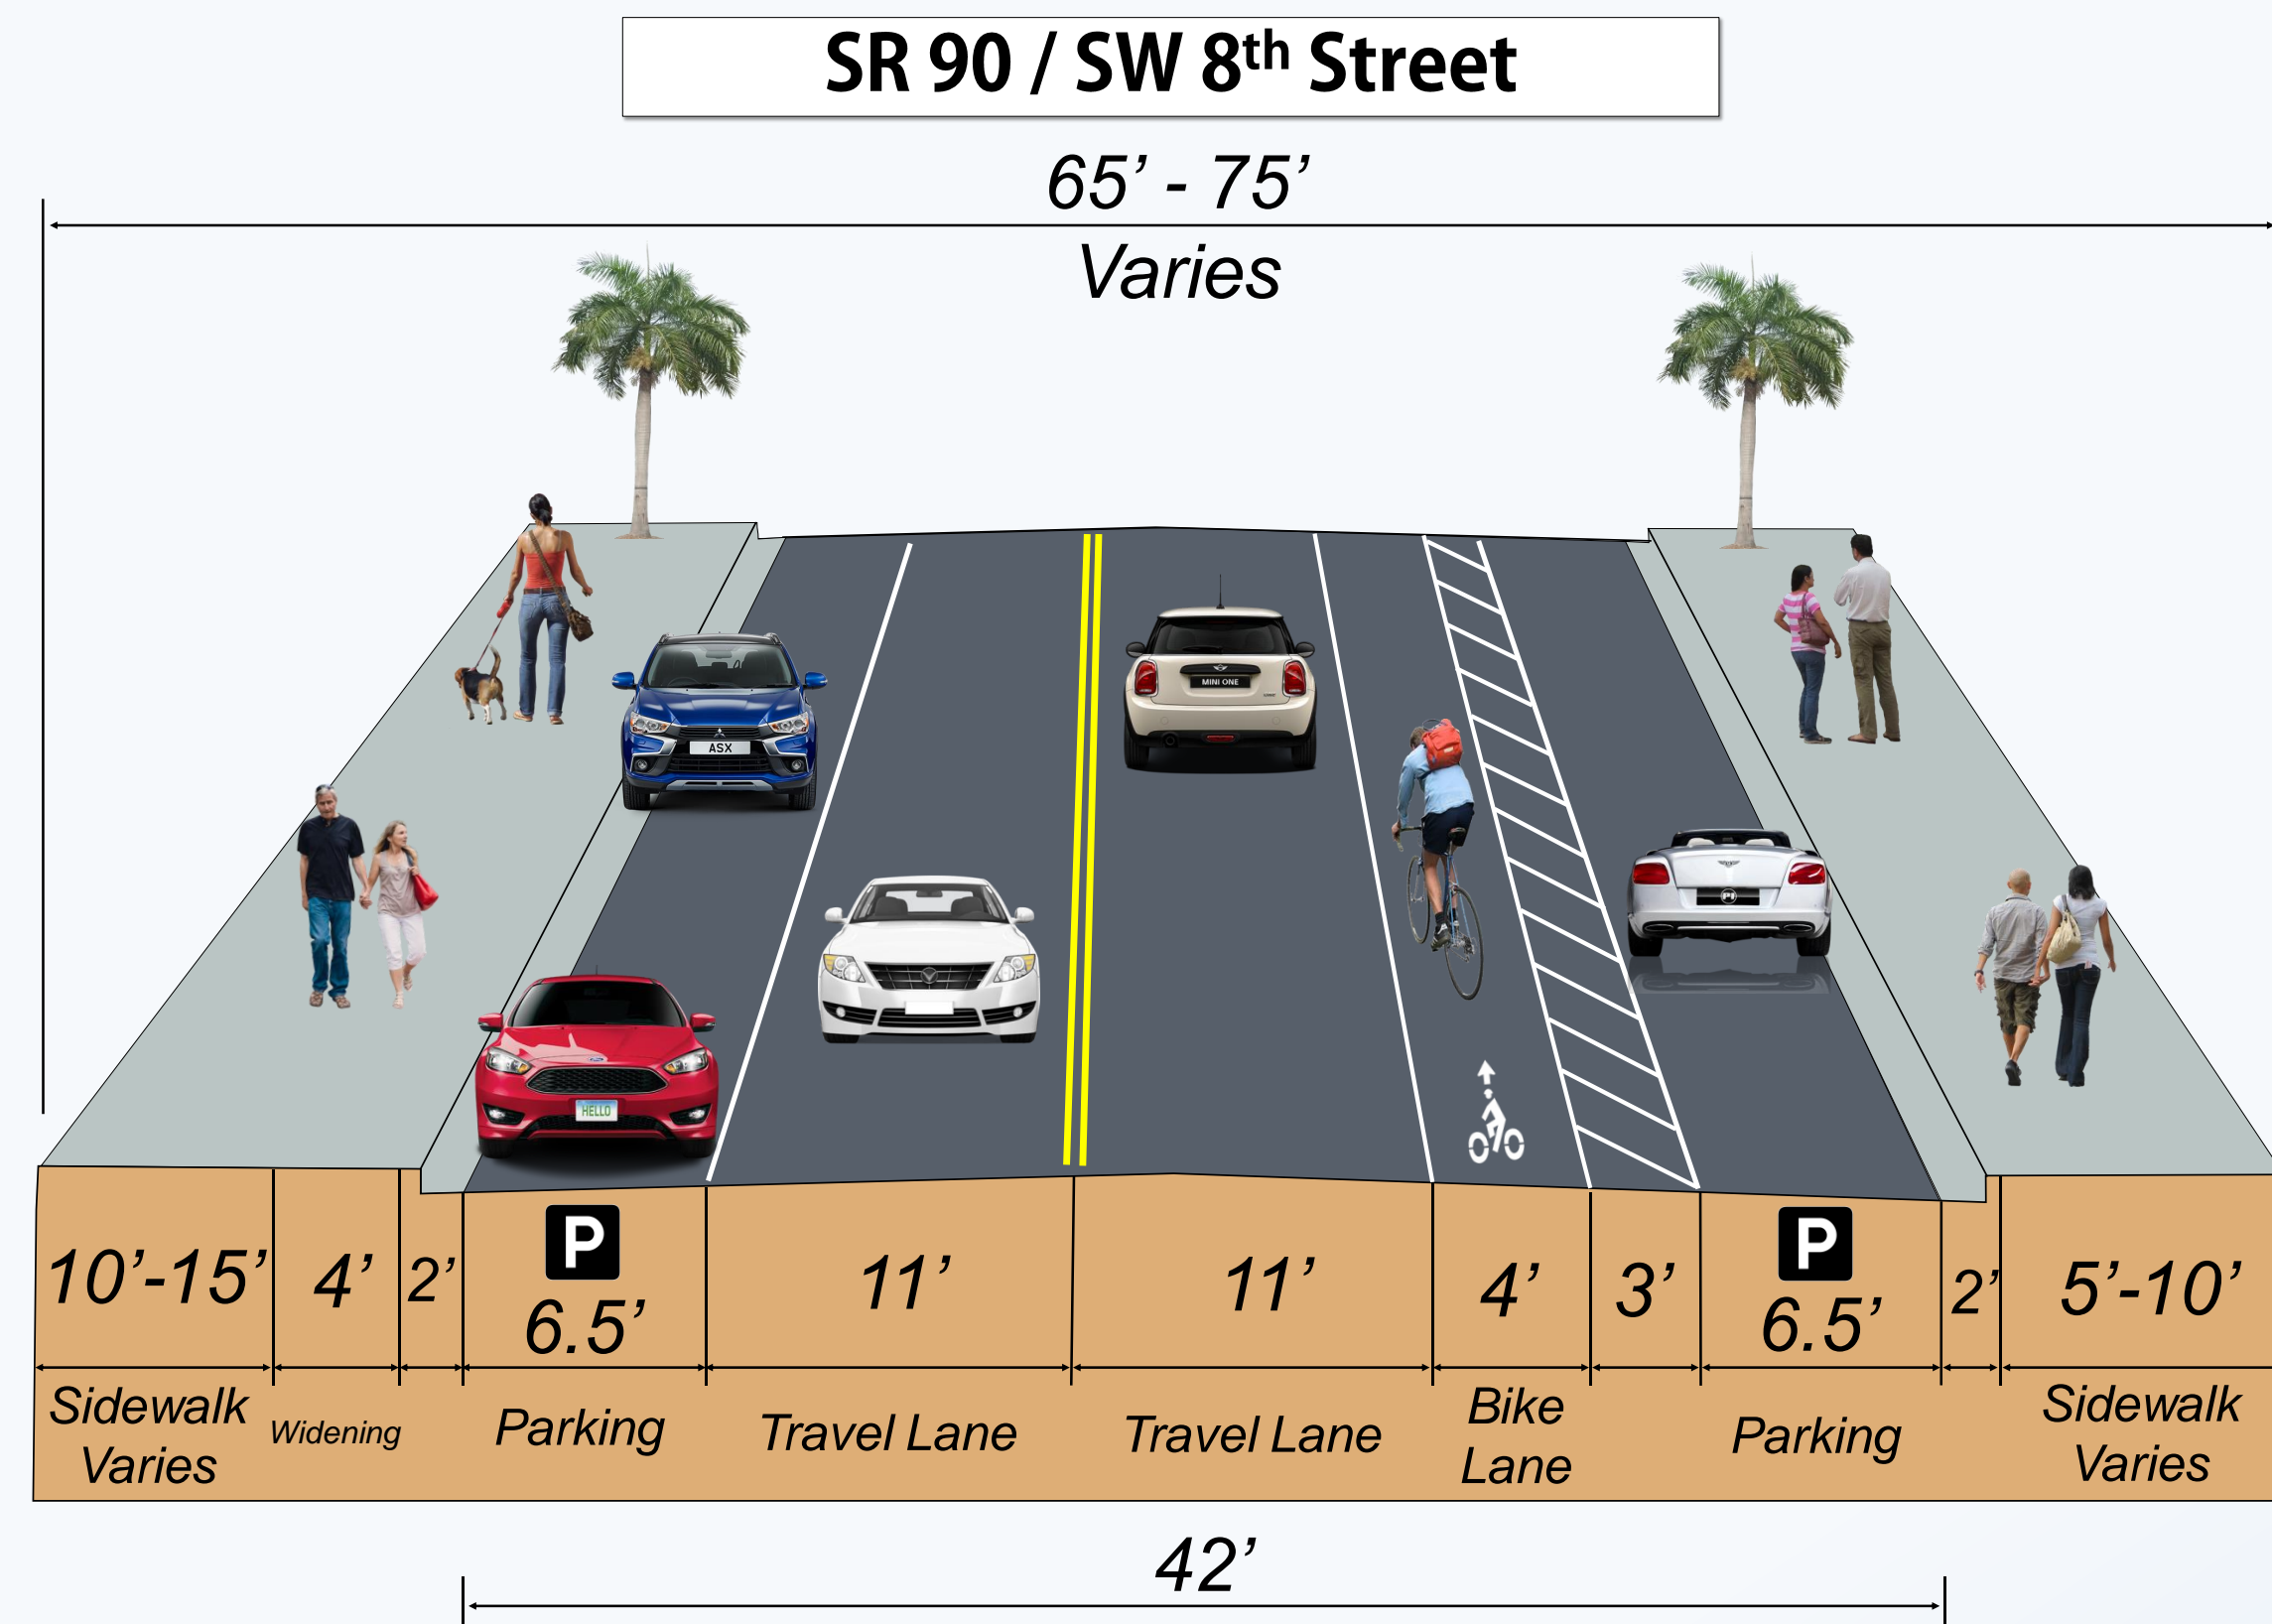 SR 90 / SW 8th Street
65’ - 75’
Varies
MINI ONE
ASX
HELLO
10’-15’
4’
2’
P
6.5’
11’
11’
4’
3’
P
6.5’
2’
5’-10’
Sidewalk
Varies
Widening
Parking
Travel Lane
Travel Lane
Bike
Lane
Parking
Sidewalk
Varies
42’